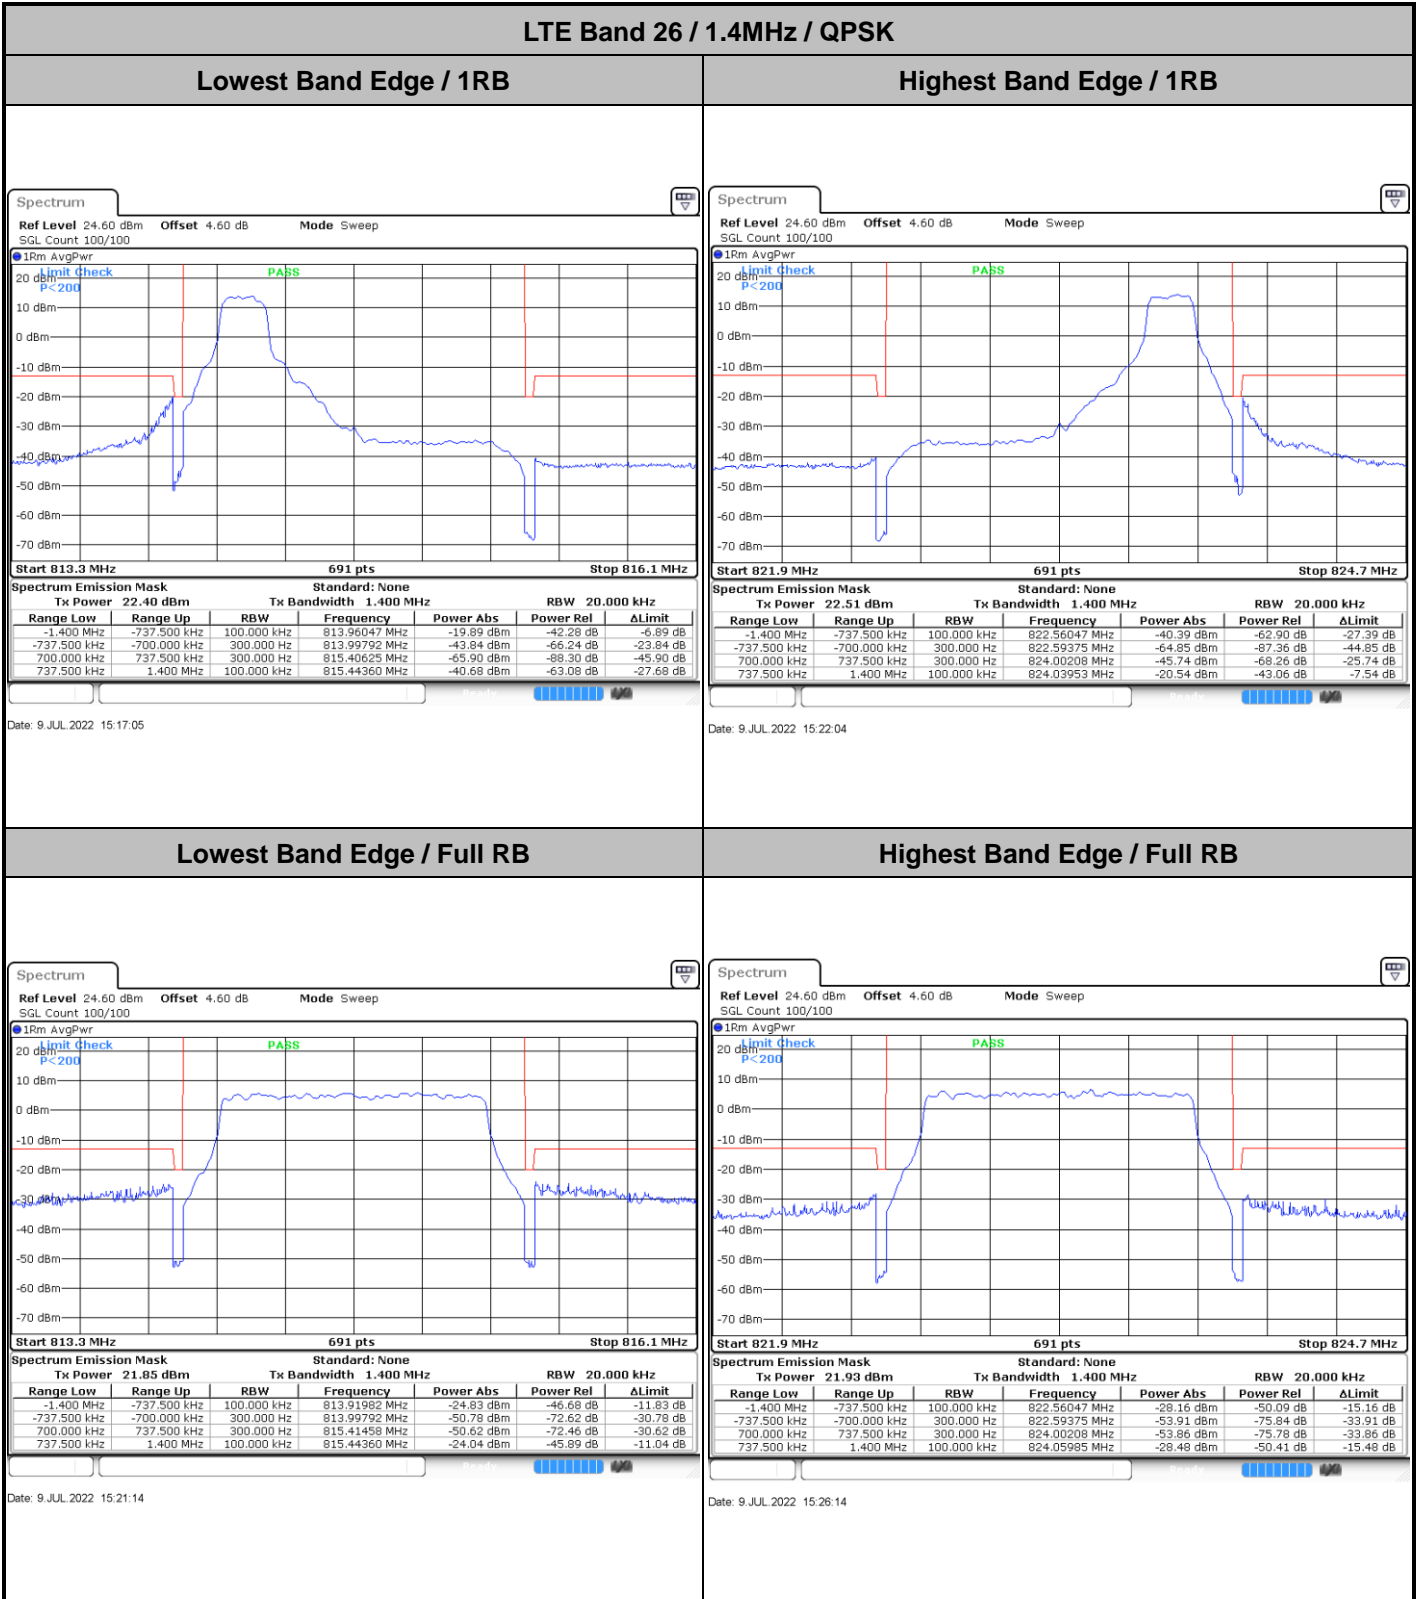 LTE Band 26 / 1.4MHz / QPSK
Lowest Band Edge / 1RB
Highest Band Edge / 1RB
Spectrum
Ref Level 24.60 dBm Offset 4.60 dB Mode Sweep
SGL Count 100/100
1Rm AvgPwr
Limit Check PASS
P<200
20 dBm
10 dBm
0 dBm
-10 dBm
-20 dBm
-30 dBm
-40 dBm
-50 dBm
-60 dBm
-70 dBm
Start 813.3 MHz 691 pts Stop 816.1 MHz
Spectrum Emission Mask Standard: None
Tx Power 22.40 dBm Tx Bandwidth 1.400 MHz RBW 20.000 kHz
Range Low Range Up RBW Frequency Power Abs Power Rel ΔLimit
-1.400 MHz -737.500 kHz 100.000 kHz 813.96047 MHz -19.89 dBm -42.28 dB -6.89 dB
-737.500 kHz -700.000 kHz 300.000 Hz 813.99792 MHz -43.84 dBm -66.24 dB -23.84 dB
700.000 kHz 737.500 kHz 300.000 Hz 815.40625 MHz -65.90 dBm -88.30 dB -45.90 dB
737.500 kHz 1.400 MHz 100.000 kHz 815.44360 MHz -40.68 dBm -63.08 dB -27.68 dB
Date: 9.JUL.2022 15:17:05
Spectrum
Ref Level 24.60 dBm Offset 4.60 dB Mode Sweep
SGL Count 100/100
1Rm AvgPwr
Limit Check PASS
P<200
20 dBm
10 dBm
0 dBm
-10 dBm
-20 dBm
-30 dBm
-40 dBm
-50 dBm
-60 dBm
-70 dBm
Start 821.9 MHz 691 pts Stop 824.7 MHz
Spectrum Emission Mask Standard: None
Tx Power 22.51 dBm Tx Bandwidth 1.400 MHz RBW 20.000 kHz
Range Low Range Up RBW Frequency Power Abs Power Rel ΔLimit
-1.400 MHz -737.500 kHz 100.000 kHz 822.56047 MHz -40.39 dBm -62.90 dB -27.39 dB
-737.500 kHz -700.000 kHz 300.000 Hz 822.59375 MHz -64.85 dBm -87.36 dB -44.85 dB
700.000 kHz 737.500 kHz 300.000 Hz 824.00208 MHz -45.74 dBm -68.26 dB -25.74 dB
737.500 kHz 1.400 MHz 100.000 kHz 824.03953 MHz -20.54 dBm -43.06 dB -7.54 dB
Ready
Date: 9.JUL.2022 15:22:04
Lowest Band Edge / Full RB
Highest Band Edge / Full RB
Spectrum
Ref Level 24.60 dBm Offset 4.60 dB Mode Sweep
SGL Count 100/100
1Rm AvgPwr
Limit Check PASS
P<200
20 dBm
10 dBm
0 dBm
-10 dBm
-20 dBm
-30 dBm
-40 dBm
-50 dBm
-60 dBm
-70 dBm
Start 813.3 MHz 691 pts Stop 816.1 MHz
Spectrum Emission Mask Standard: None
Tx Power 21.85 dBm Tx Bandwidth 1.400 MHz RBW 20.000 kHz
Range Low Range Up RBW Frequency Power Abs Power Rel ΔLimit
-1.400 MHz -737.500 kHz 100.000 kHz 813.91982 MHz -24.83 dBm -46.68 dB -11.83 dB
-737.500 kHz -700.000 kHz 300.000 Hz 813.99792 MHz -50.78 dBm -72.62 dB -30.78 dB
700.000 kHz 737.500 kHz 300.000 Hz 815.41458 MHz -50.62 dBm -72.46 dB -30.62 dB
737.500 kHz 1.400 MHz 100.000 kHz 815.44360 MHz -24.04 dBm -45.89 dB -11.04 dB
Date: 9.JUL.2022 15:21:14
Spectrum
Ref Level 24.60 dBm Offset 4.60 dB Mode Sweep
SGL Count 100/100
1Rm AvgPwr
Limit Check PASS
P<200
20 dBm
10 dBm
0 dBm
-10 dBm
-20 dBm
-30 dBm
-40 dBm
-50 dBm
-60 dBm
-70 dBm
Start 821.9 MHz 691 pts Stop 824.7 MHz
Spectrum Emission Mask Standard: None
Tx Power 21.93 dBm Tx Bandwidth 1.400 MHz RBW 20.000 kHz
Range Low Range Up RBW Frequency Power Abs Power Rel ΔLimit
-1.400 MHz -737.500 kHz 100.000 kHz 822.56047 MHz -28.16 dBm -50.09 dB -15.16 dB
-737.500 kHz -700.000 kHz 300.000 Hz 822.59375 MHz -53.91 dBm -75.84 dB -33.91 dB
700.000 kHz 737.500 kHz 300.000 Hz 824.00208 MHz -53.86 dBm -75.78 dB -33.86 dB
737.500 kHz 1.400 MHz 100.000 kHz 824.05985 MHz -28.48 dBm -50.41 dB -15.48 dB
Date: 9.JUL.2022 15:26:14